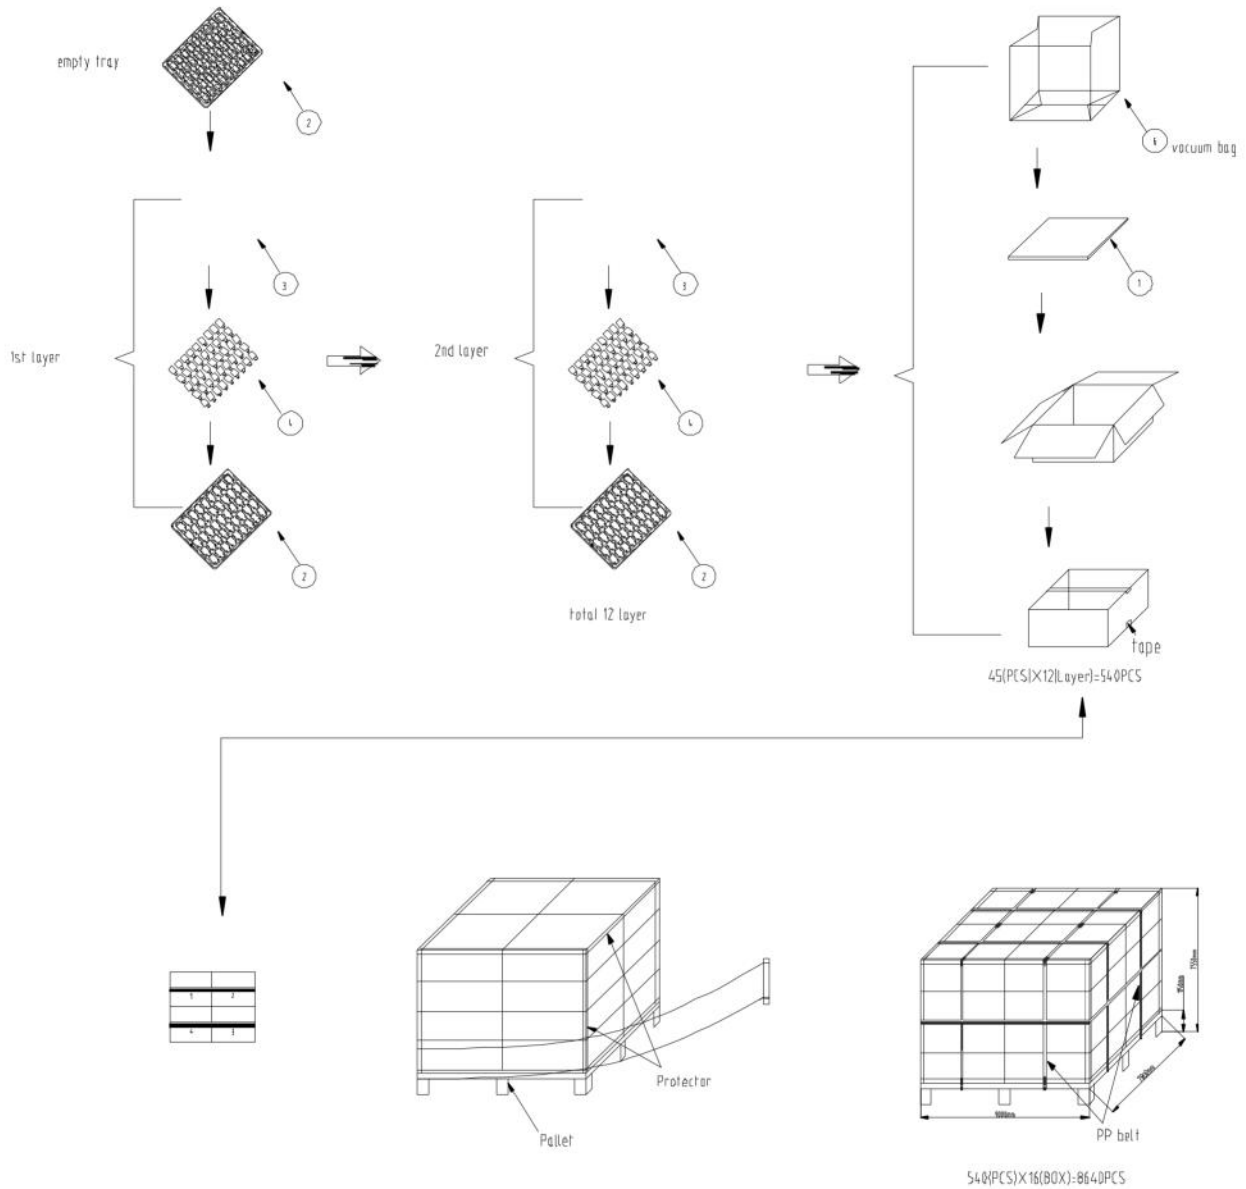 empty tray
2
6
vacuum bag
3
3
1
1st layer
2nd layer
4
4
2
2
total 12 layer
tape
45(PCS)X12(Layer)=540PCS
1 2
4 3
Protector
Pallet
PP belt
540(PCS)X16(BOX)=8640PCS